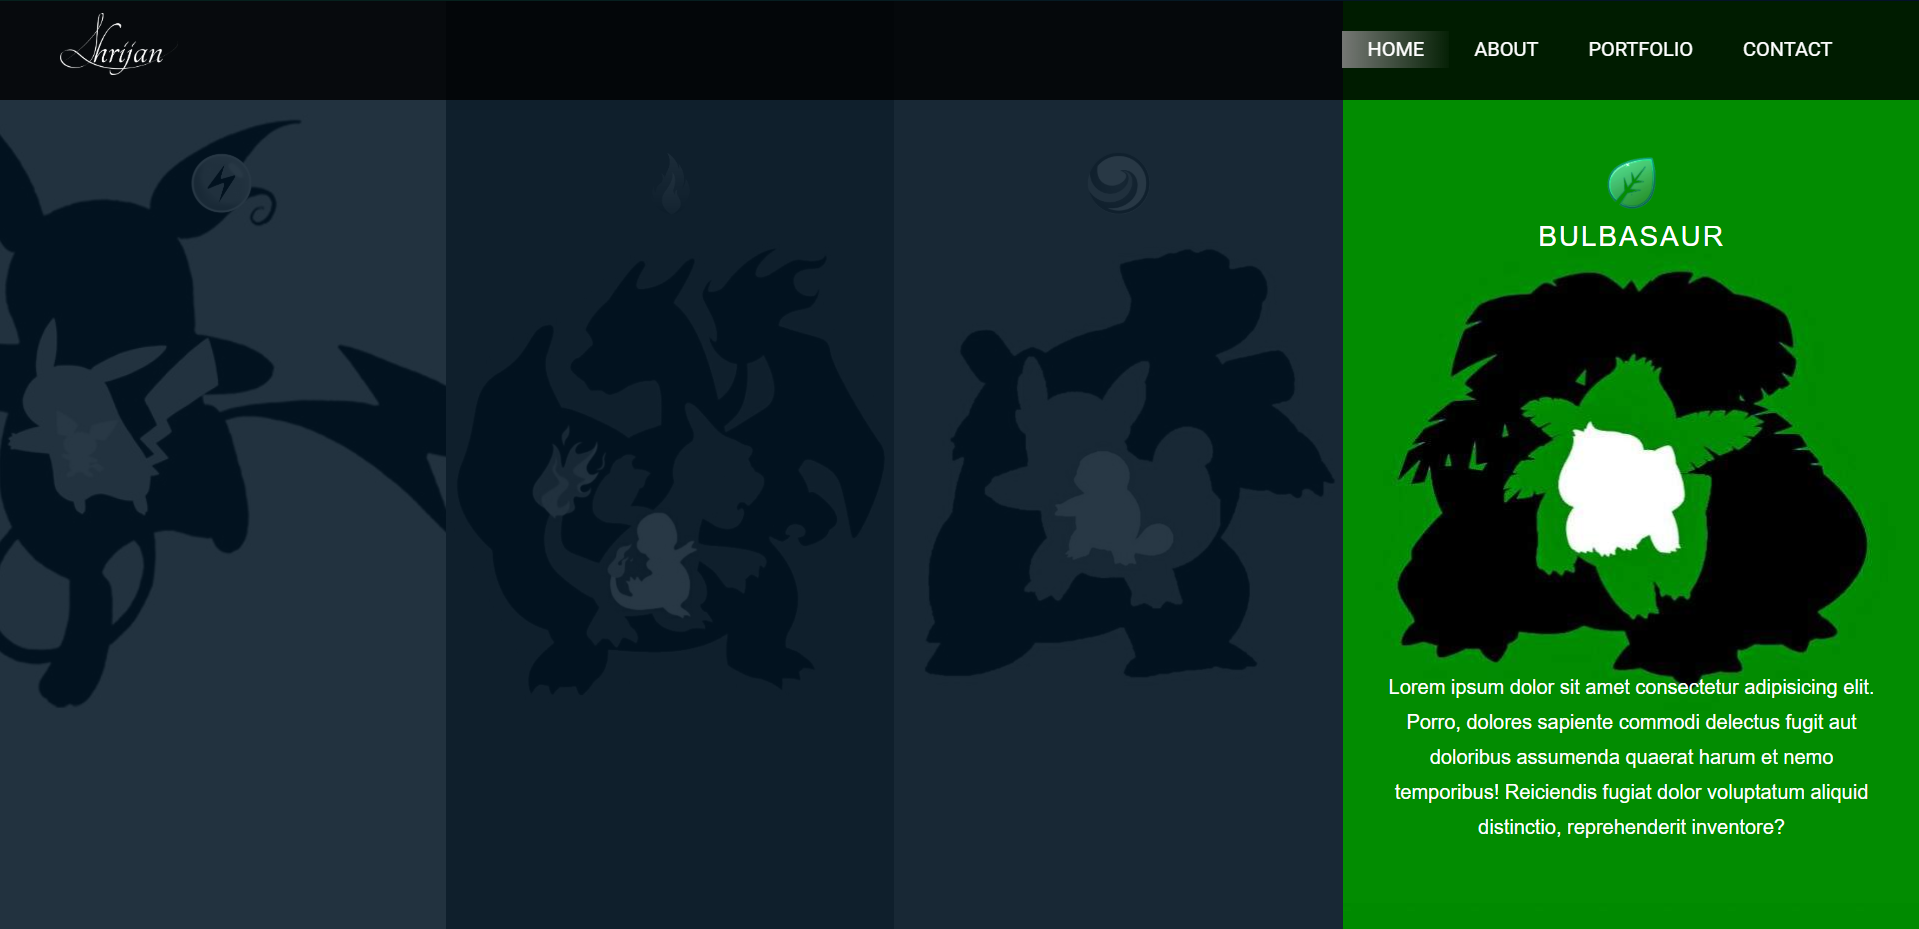 Shrijan
HOME
ABOUT
PORTFOLIO
CONTACT
BULBASAUR
Lorem ipsum dolor sit amet consectetur adipisicing elit.
Porro, dolores sapiente commodi delectus fugit aut
doloribus assumenda quaerat harum et nemo
temporibus! Reiciendis fugiat dolor voluptatum aliquid
distinctio, reprehenderit inventore?